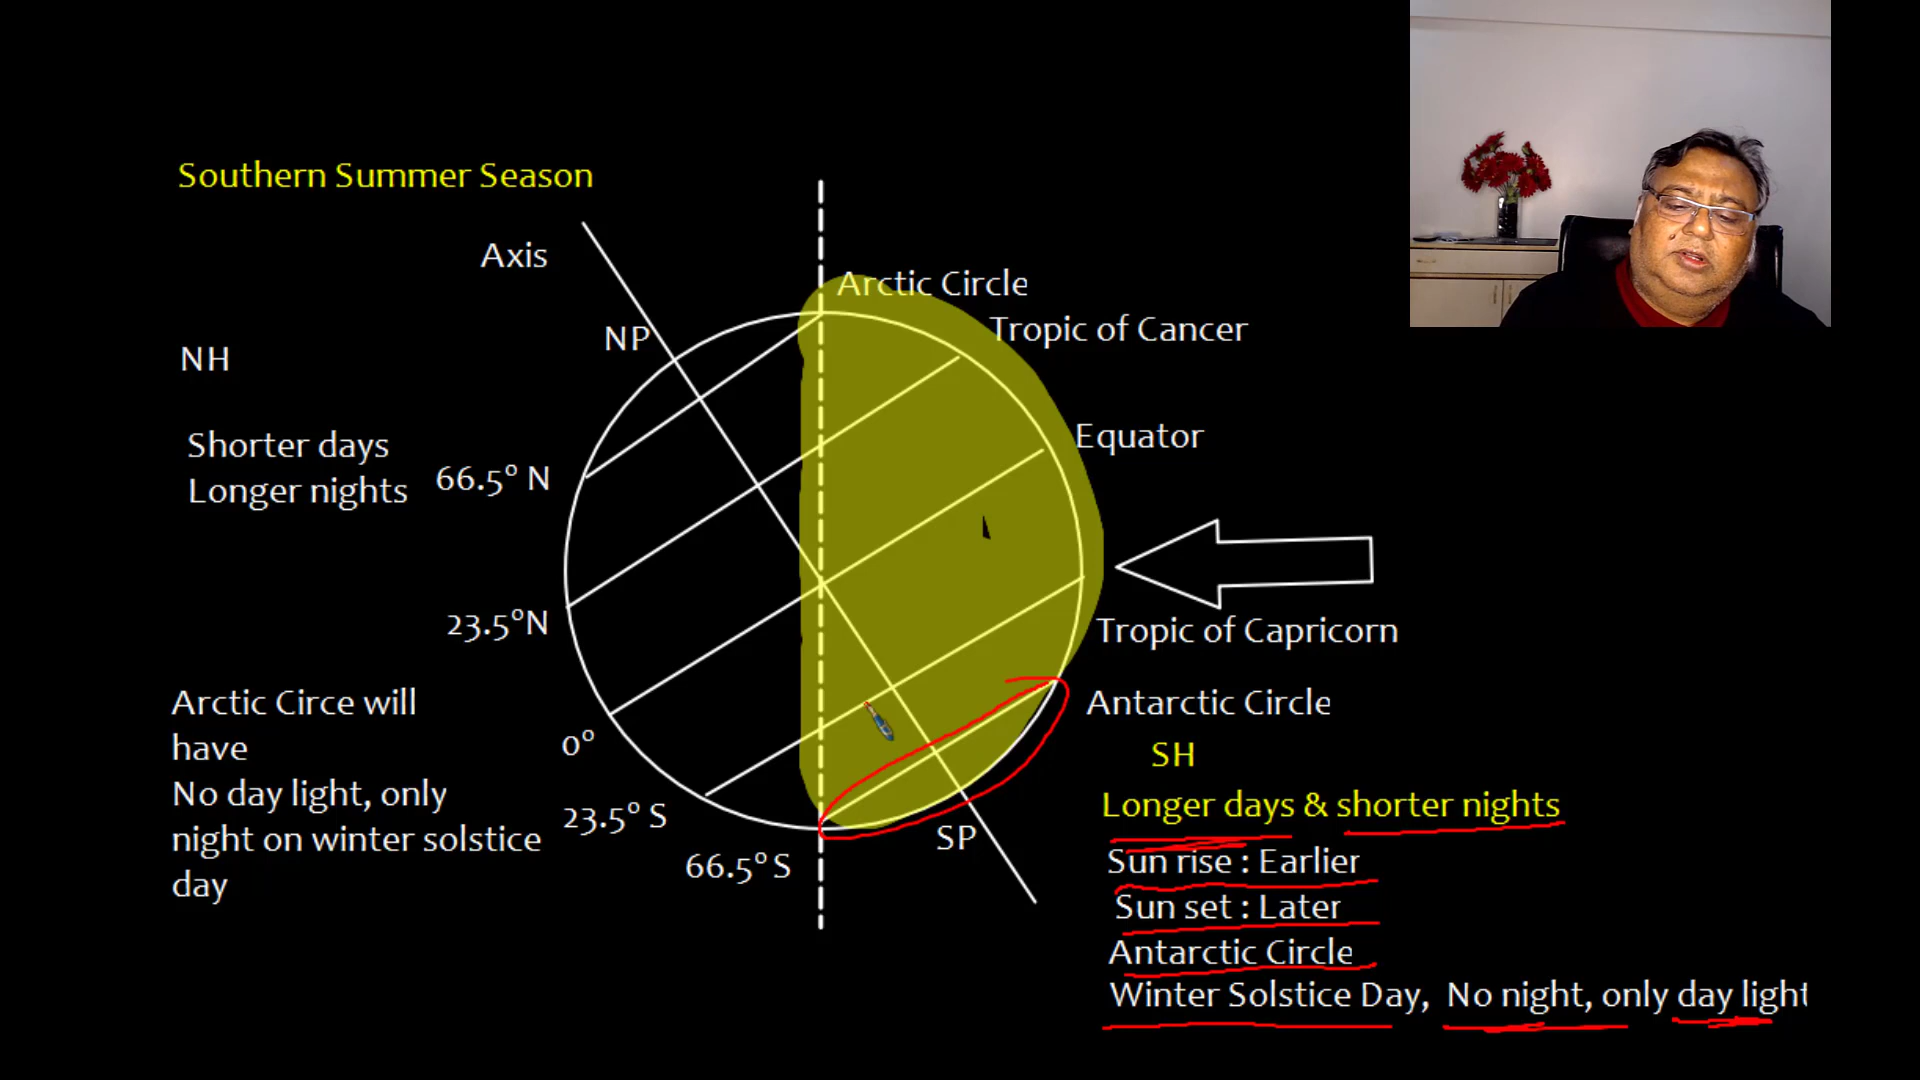 Southern Summer Season
Axis
Arctic Circle
NP
Tropic of Cancer
NH
Equator
Shorter days
Longer nights
66.5° N
23.5°N
Tropic of Capricorn
Arctic Circe will
have
No day light, only
night on winter solstice
day
0°
23.5° S
66.5° S
SP
Antarctic Circle
SH
Longer days & shorter nights
Sun rise : Earlier
Sun set : Later
Antarctic Circle
Winter Solstice Day, No night, only day light